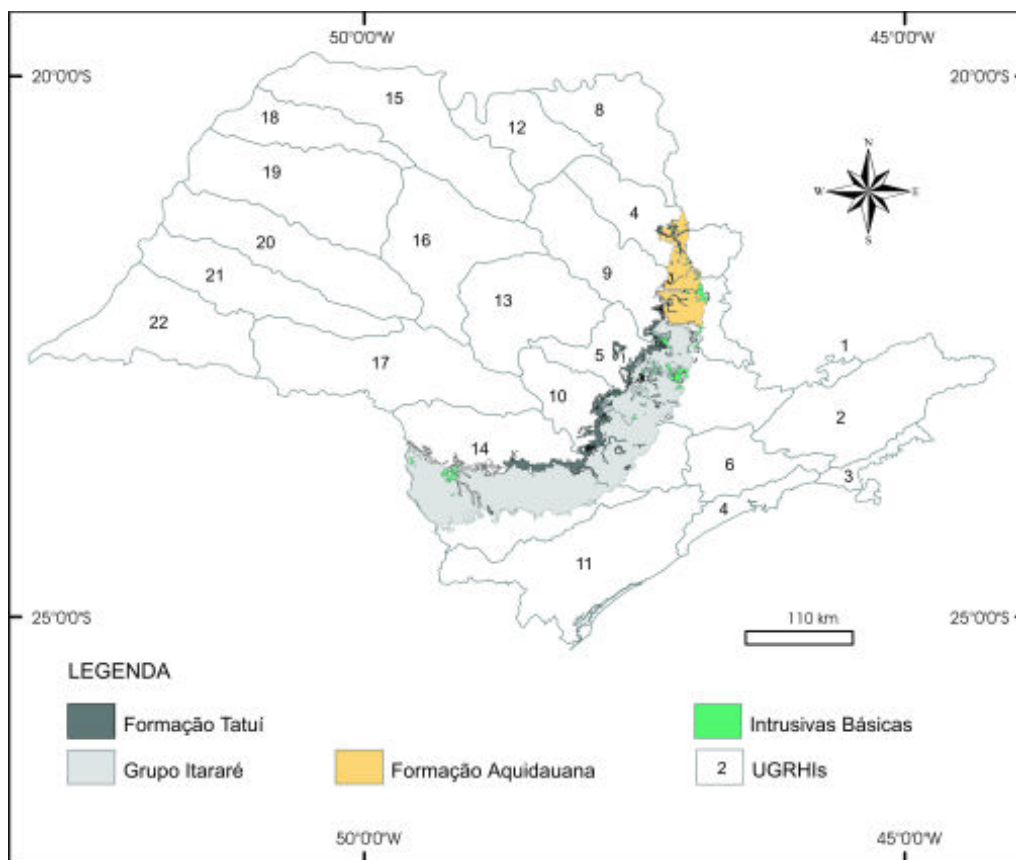 50°0'0"W 45°0'0"W
20°0'0"S 20°0'0"S
15
8
18
12
N
19
W E
4
S
20
16
9
21
13
22
1
5
17
10
2
14
6
3
4
11
25°0'0"S 25°0'0"S
110 km
LEGENDA
Formação Tatuí Intrusivas Básicas
Grupo Itararé Formação Aquidauana 2 UGRHIs
50°0'0"W 45°0'0"W